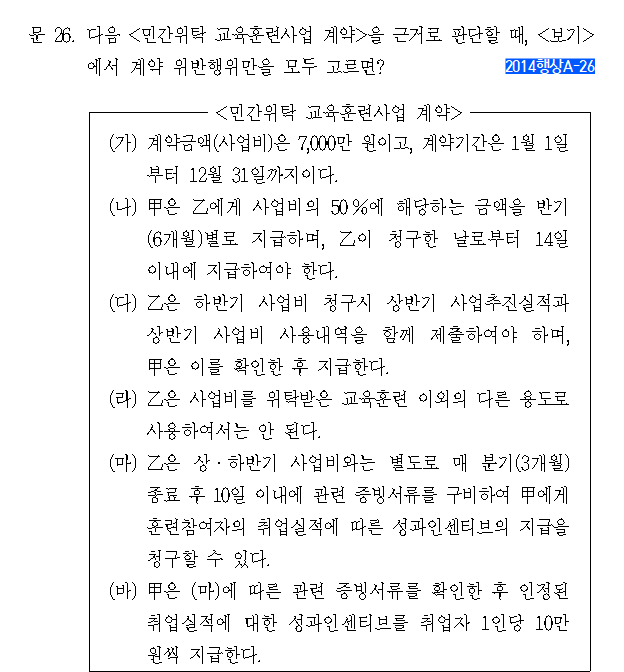 문 26. 다음 <민간위탁 교육훈련사업 계약>을 근거로 판단할 때, <보기>
에서 계약 위반행위만을 모두 고르면?
2014행상A-26
<민간위탁 교육훈련사업 계약>
(가) 계약금액(사업비)은 7,000만 원이고, 계약기간은 1월 1일
부터 12월 31일까지이다.
(나) 甲은 乙에게 사업비의 50%에 해당하는 금액을 반기
(6개월)별로 지급하며, 乙이 청구한 날로부터 14일
이내에 지급하여야 한다.
(다) 乙은 하반기 사업비 청구시 상반기 사업추진실적과
상반기 사업비 사용내역을 함께 제출하여야 하며,
甲은 이를 확인한 후 지급한다.
(라) 乙은 사업비를 위탁받은 교육훈련 이외의 다른 용도로
사용하여서는 안 된다.
(마) 乙은 상·하반기 사업비와는 별도로 매 분기(3개월)
종료 후 10일 이내에 관련 증빙서류를 구비하여 甲에게
훈련참여자의 취업실적에 따른 성과인센티브의 지급을
청구할 수 있다.
(바) 甲은 (마)에 따른 관련 증빙서류를 확인한 후 인정된
취업실적에 대한 성과인센티브를 취업자 1인당 10만
원씩 지급한다.